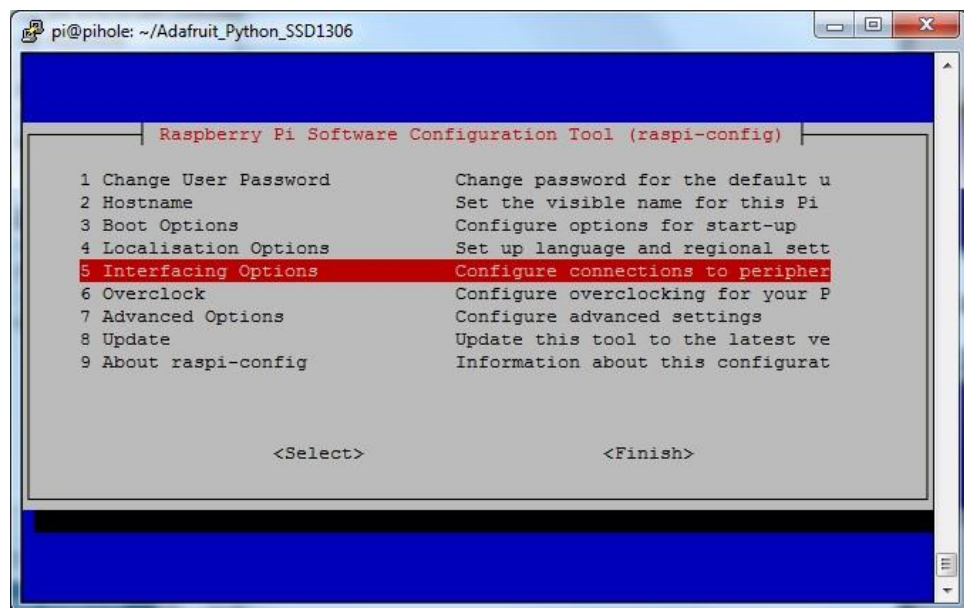 pi@pihole: ~/Adafruit_Python_SSD1306
Raspberry Pi Software Configuration Tool (raspi-config)
1 Change User Password Change password for the default u
2 Hostname Set the visible name for this Pi
3 Boot Options Configure options for start-up
4 Localisation Options Set up language and regional sett
5 Interfacing Options Configure connections to peripher
6 Overclock Configure overclocking for your P
7 Advanced Options Configure advanced settings
8 Update Update this tool to the latest ve
9 About raspi-config Information about this configurat
<Select> <Finish>